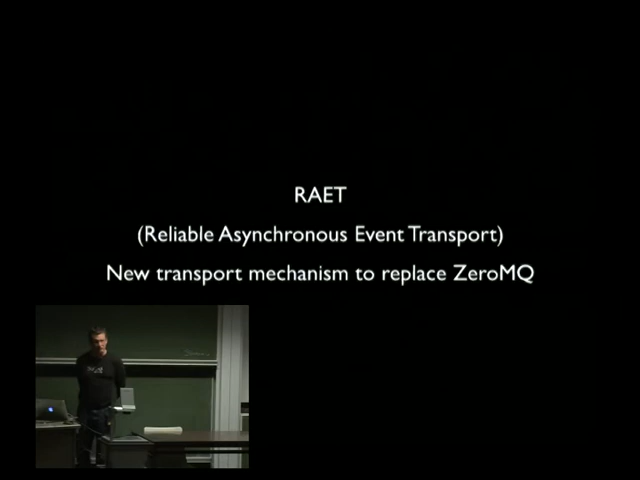 RAET
(Reliable Asynchronous Event Transport)
New transport mechanism to replace ZeroMQ